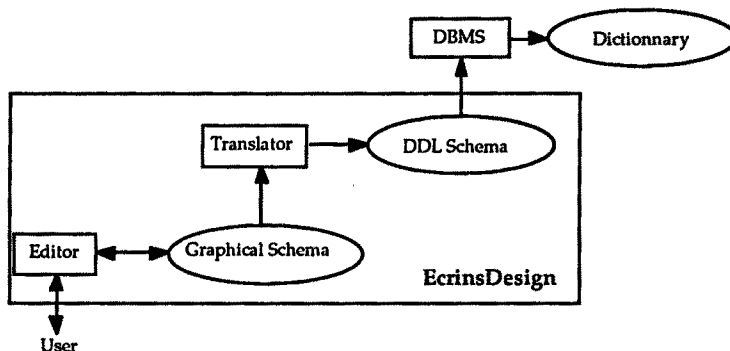 DBMS
Dictionnary
Translator
DDL Schema
Editor
Graphical Schema
EcrinsDesign
User